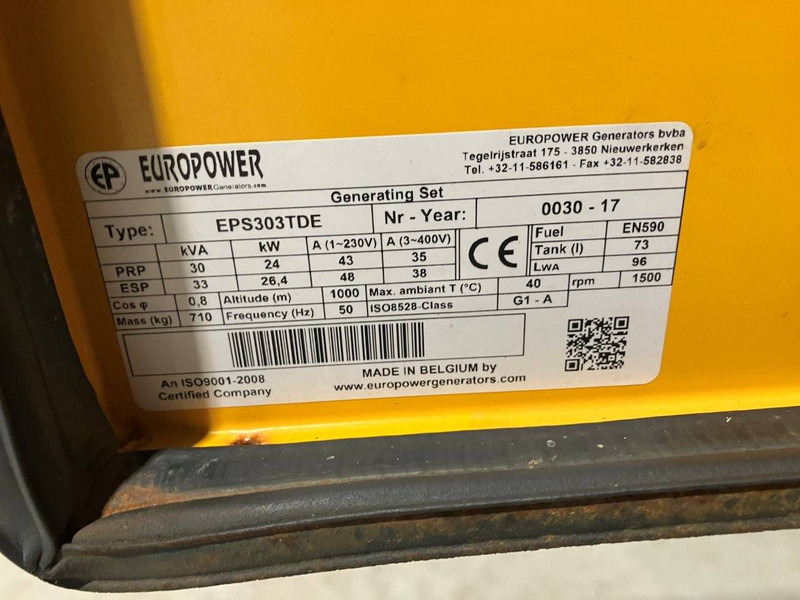 EP EUROPOWER
www.EUROPOWERGenerators.com
EUROPOWER Generators bvba
Tegelrijstraat 175 - 3850 Nieuwerkerken
Tel. +32-11-586161 - Fax +32-11-582838
Generating Set
Type: EPS303TDE Nr - Year: 0030 - 17
kVA kW A (1~230V) A (3~400V) Fuel EN590
PRP 30 24 43 35 CE Tank (l) 73
ESP 33 26,4 48 38 LWA 96
Cos φ 0,8 Altitude (m) 1000 Max. ambiant T (°C) 40 rpm 1500
Mass (kg) 710 Frequency (Hz) 50 ISO8528-Class G1 - A
An ISO9001-2008
Certified Company
MADE IN BELGIUM by
www.europowergenerators.com